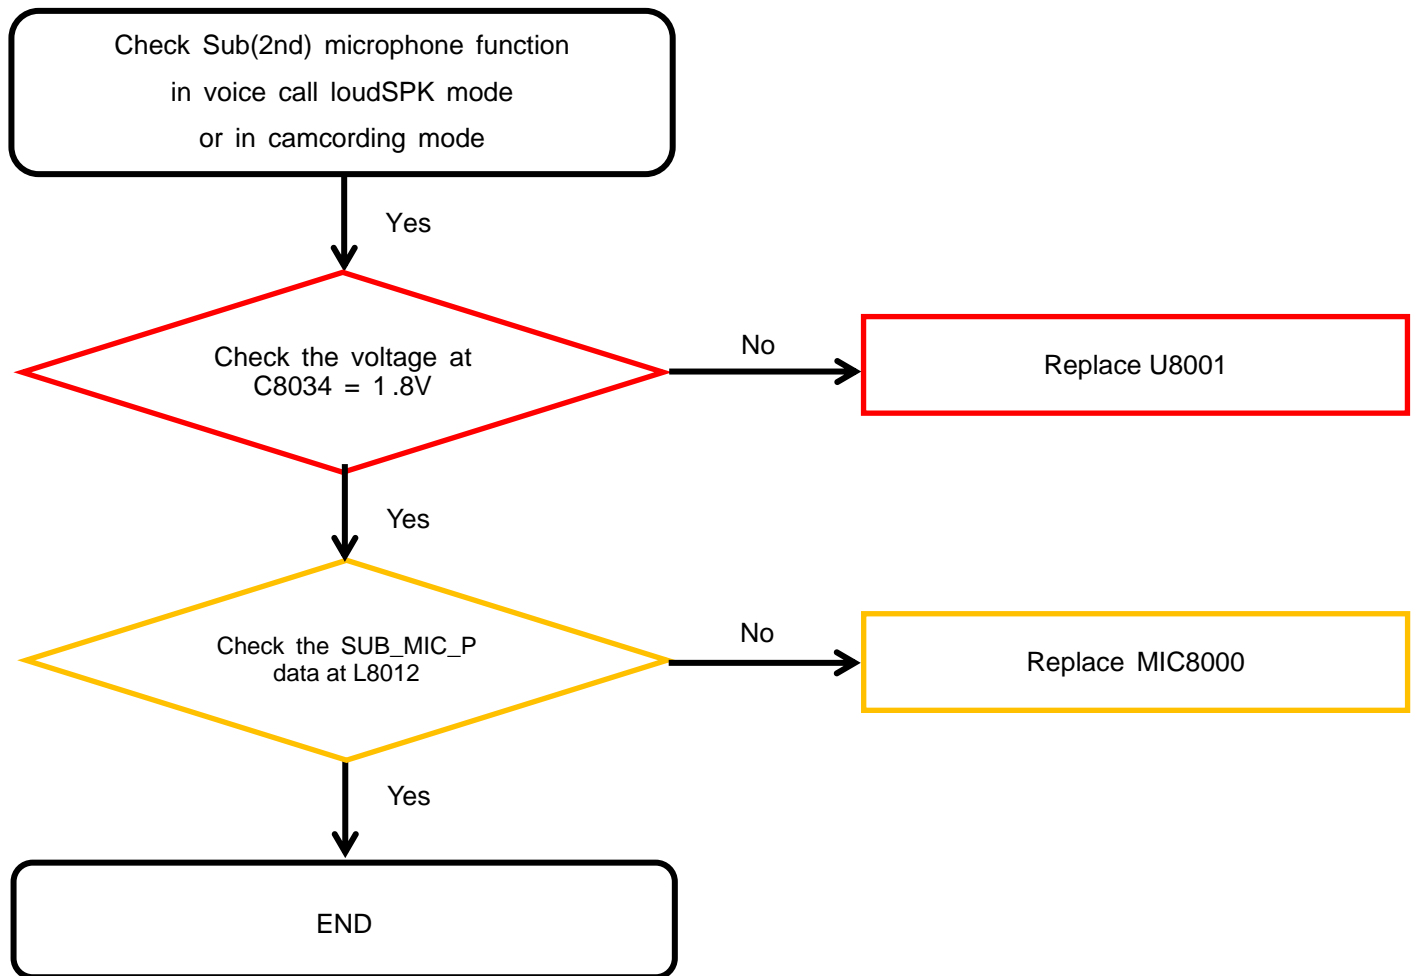 Check Sub(2nd) microphone function
in voice call loudSPK mode
or in camcording mode
Yes
Check the voltage at
C8034 = 1.8V
No
Replace U8001
Yes
Check the SUB_MIC_P
data at L8012
No
Replace MIC8000
Yes
END